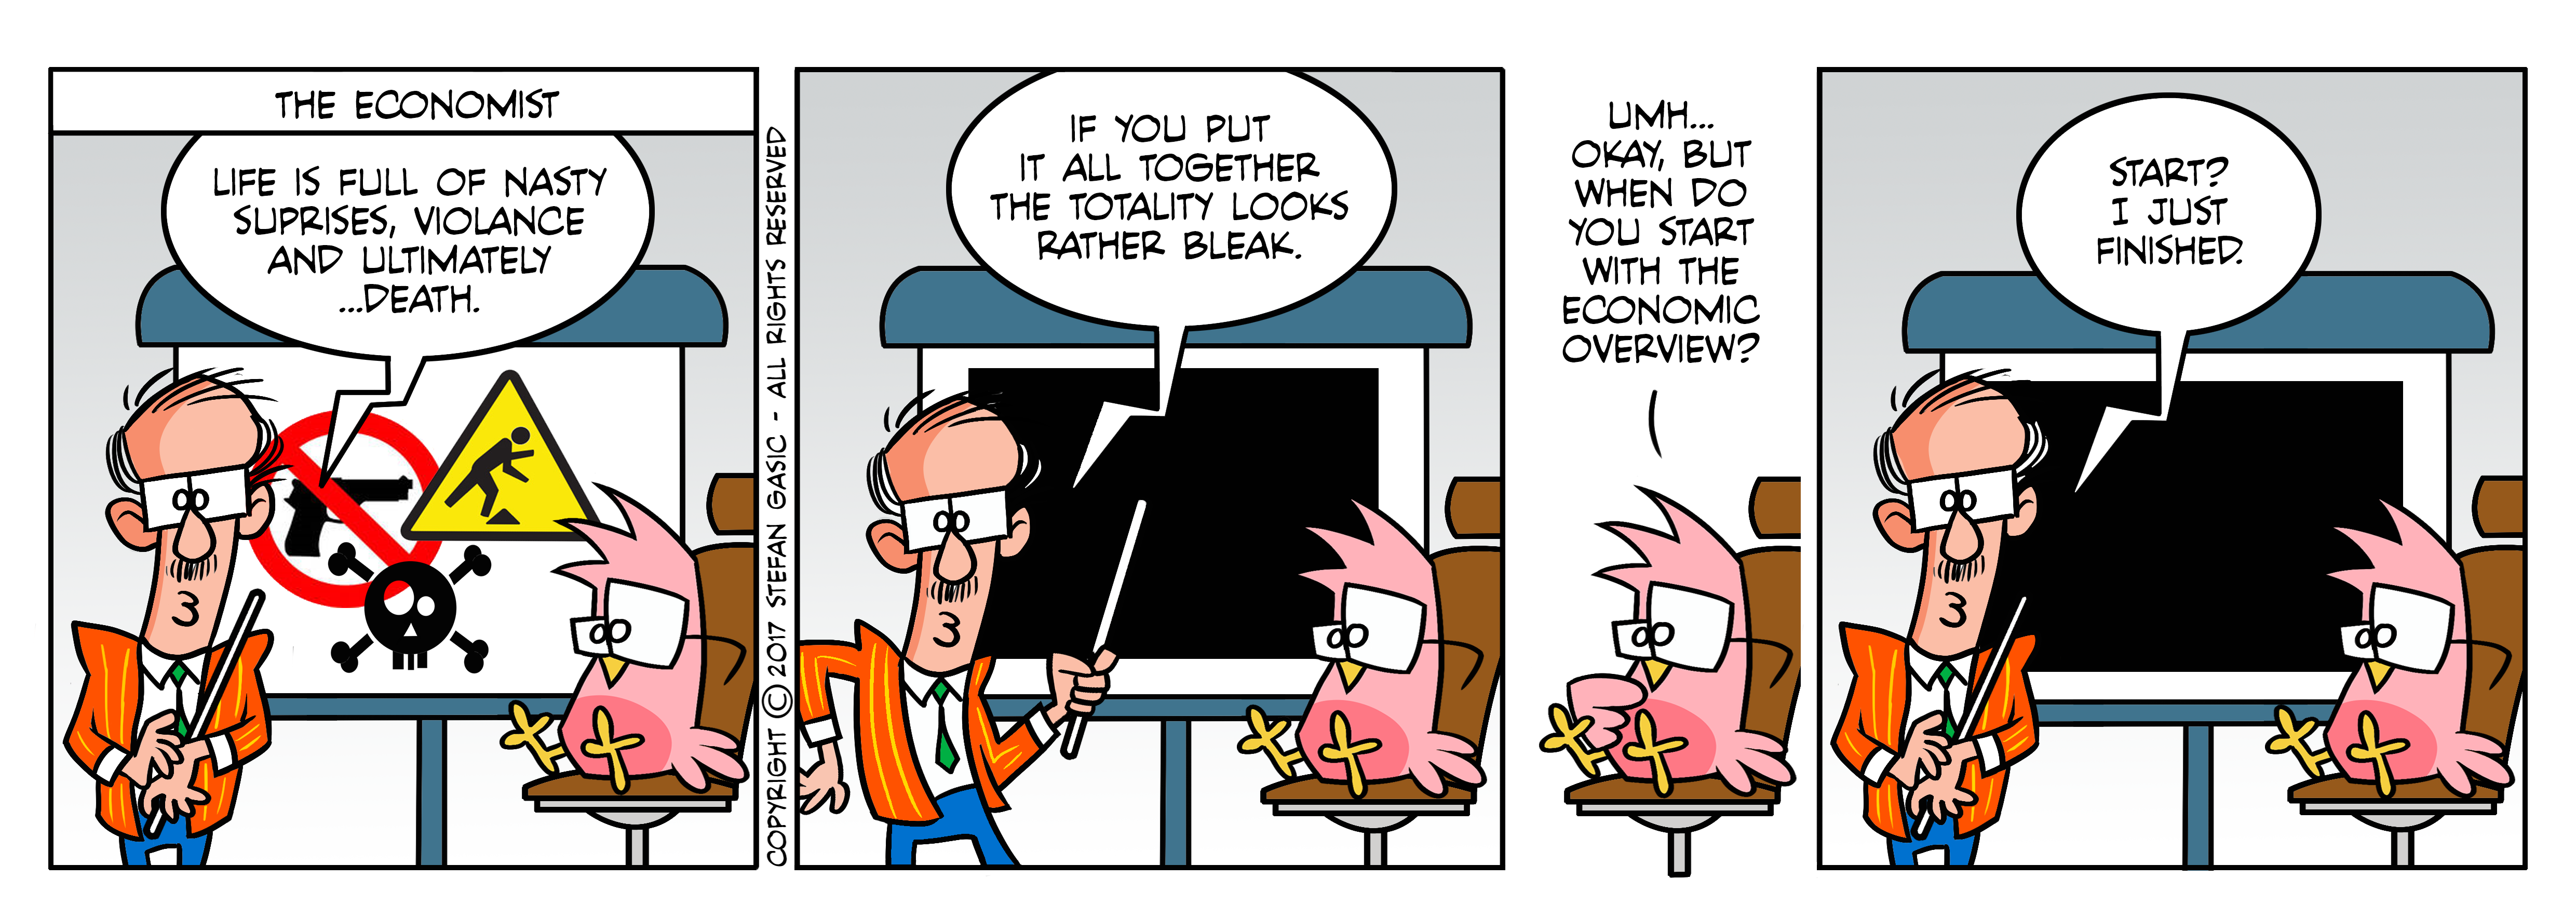 THE ECONOMIST
LIFE IS FULL OF NASTY
SUPRISES, VIOLANCE
AND ULTIMATELY
...DEATH.
COPYRIGHT © 2017 STEFAN GASIC - ALL RIGHTS RESERVED
IF YOU PUT
IT ALL TOGETHER
THE TOTALITY LOOKS
RATHER BLEAK.
UMH...
OKAY, BUT
WHEN DO
YOU START
WITH THE
ECONOMIC
OVERVIEW?
START?
I JUST
FINISHED.